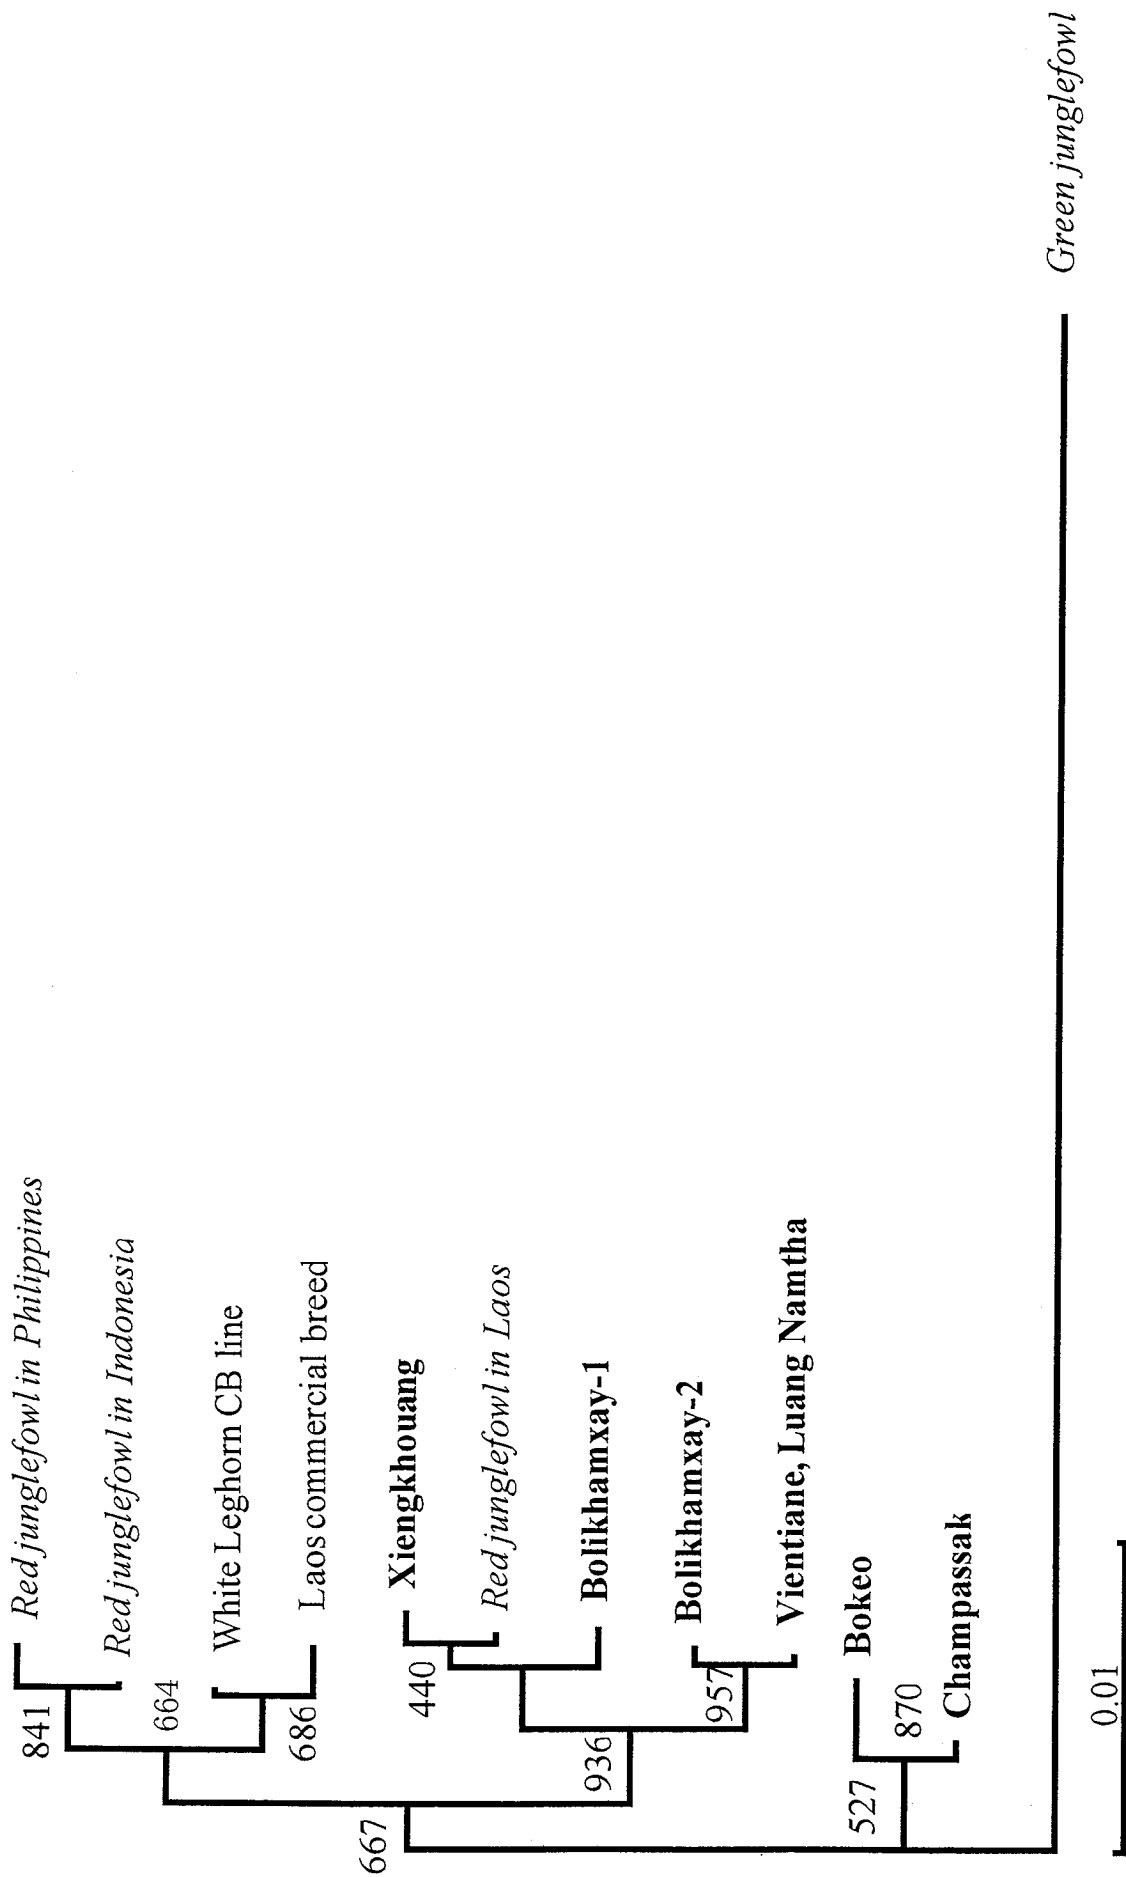 Red junglefowl in Philippines
841
Red junglefowl in Indonesia
664
White Leghorn CB line
686
Laos commercial breed
667
Xiengkhouang
440
Red junglefowl in Laos
Bolikhamxay-1
936
Bolikhamxay-2
957
Vientiane, Luang Namtha
Bokeo
527
870
Champassak
Green junglefowl
0.01